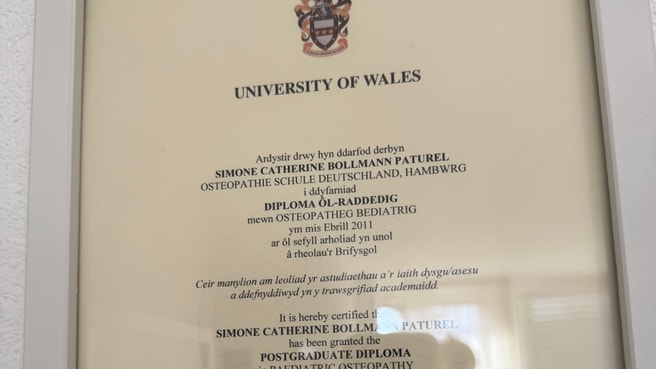 UNIVERSITY OF WALES
Ardystir drwy hyn ddarfod derbyn
SIMONE CATHERINE BOLLMANN PATUREL
OSTEOPATHIE SCHULE DEUTSCHLAND, HAMBWRG
i ddyfarniad
DIPLOMA ÔL-RADDEDIG
mewn OSTEOPATHEG BEDIATRIG
ym mis Ebrill 2011
ar ôl sefyll arholiad yn unol
â rheolau'r Brifysgol
Ceir manylion am leoliad yr astudiaethau a'r iaith dysgu/asesu
a ddefnyddiwyd yn y trawsgrifiad academaidd.
It is hereby certified
SIMONE CATHERINE BOLLMANN PATUREL
has been granted the
POSTGRADUATE DIPLOMA
in PAEDIATRIC OSTEOPATHY